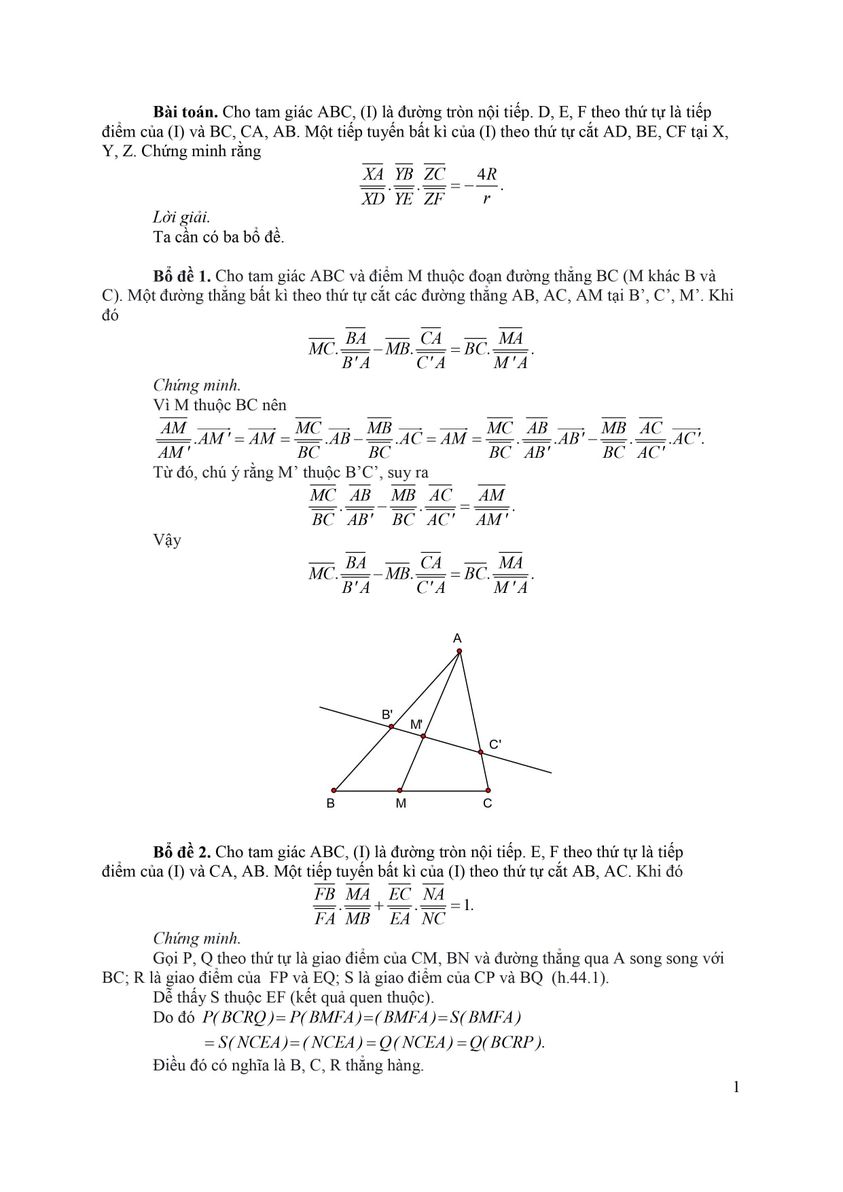 Bài toán. Cho tam giác ABC, (I) là đường tròn nội tiếp. D, E, F theo thứ tự là tiếp
điểm của (I) và BC, CA, AB. Một tiếp tuyến bất kì của (I) theo thứ tự cắt AD, BE, CF tại X,
Y, Z. Chứng minh rằng
$\frac{\overline{XA}}{\overline{XD}}.\frac{\overline{YB}}{\overline{YE}}.\frac{\overline{ZC}}{\overline{ZF}}=-\frac{4R}{r}.$
Lời giải.
Ta cần có ba bổ đề.
Bổ đề 1. Cho tam giác ABC và điểm M thuộc đoạn đường thẳng BC (M khác B và
C). Một đường thẳng bất kì theo thứ tự cắt các đường thẳng AB, AC, AM tại B’, C’, M’. Khi
đó
$\overline{MC}.\frac{\overline{BA}}{\overline{B'A}}-\overline{MB}.\frac{\overline{CA}}{\overline{C'A}}=\overline{BC}.\frac{\overline{MA}}{\overline{M'A}}.$
Chứng minh.
Vì M thuộc BC nên
$\frac{\overline{AM}}{\overline{AM'}}.\overrightarrow{AM'}=\overrightarrow{AM}=\frac{\overline{MC}}{\overline{BC}}.\overrightarrow{AB}-\frac{\overline{MB}}{\overline{BC}}.\overrightarrow{AC}=\overrightarrow{AM}=\frac{\overline{MC}}{\overline{BC}}.\frac{\overline{AB}}{\overline{AB'}}.\overrightarrow{AB'}-\frac{\overline{MB}}{\overline{BC}}.\frac{\overline{AC}}{\overline{AC'}}.\overrightarrow{AC'}.$
Từ đó, chú ý rằng M’ thuộc B’C’, suy ra
$\frac{\overline{MC}}{\overline{BC}}.\frac{\overline{AB}}{\overline{AB'}}-\frac{\overline{MB}}{\overline{BC}}.\frac{\overline{AC}}{\overline{AC'}}=\frac{\overline{AM}}{\overline{AM'}}.$
Vậy
$\overline{MC}.\frac{\overline{BA}}{\overline{B'A}}-\overline{MB}.\frac{\overline{CA}}{\overline{C'A}}=\overline{BC}.\frac{\overline{MA}}{\overline{M'A}}.$
A
B'
M'
C'
B M C
Bổ đề 2. Cho tam giác ABC, (I) là đường tròn nội tiếp. E, F theo thứ tự là tiếp
điểm của (I) và CA, AB. Một tiếp tuyến bất kì của (I) theo thứ tự cắt AB, AC. Khi đó
$\frac{\overline{FB}}{\overline{FA}}.\frac{\overline{MA}}{\overline{MB}}+\frac{\overline{EC}}{\overline{EA}}.\frac{\overline{NA}}{\overline{NC}}=1.$
Chứng minh.
Gọi P, Q theo thứ tự là giao điểm của CM, BN và đường thẳng qua A song song với
BC; R là giao điểm của FP và EQ; S là giao điểm của CP và BQ (h.44.1).
Dễ thấy S thuộc EF (kết quả quen thuộc).
Do đó P(BCRQ)=P(BMFA)=(BMFA)=S(BMFA)
=S(NCEA)=(NCEA)=Q(NCEA)=Q(BCRP).
Điều đó có nghĩa là B, C, R thẳng hàng.
1